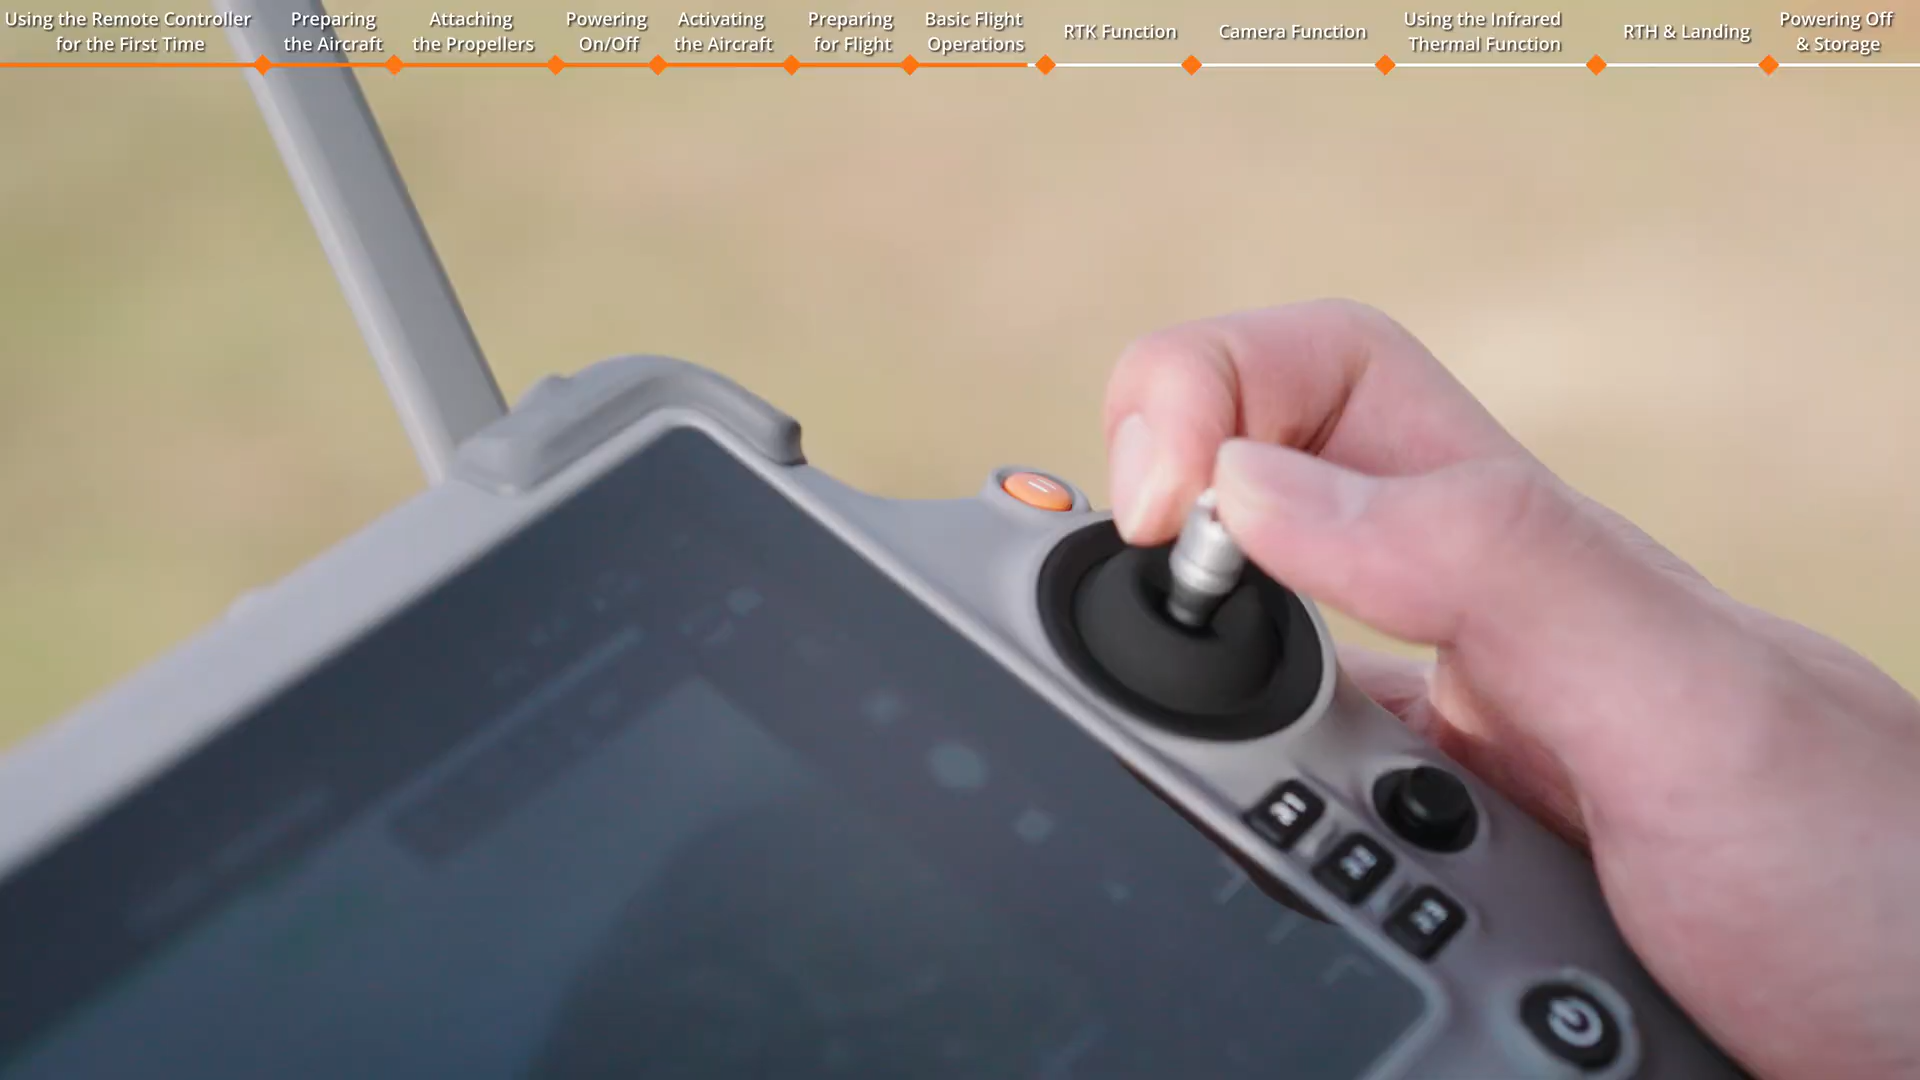 Using the Remote Controller
for the First Time
Preparing
the Aircraft
Attaching
the Propellers
Powering
On/Off
Activating
the Aircraft
Preparing
for Flight
Basic Flight
Operations
RTK Function
Camera Function
Using the Infrared
Thermal Function
RTH & Landing
Powering Off
& Storage